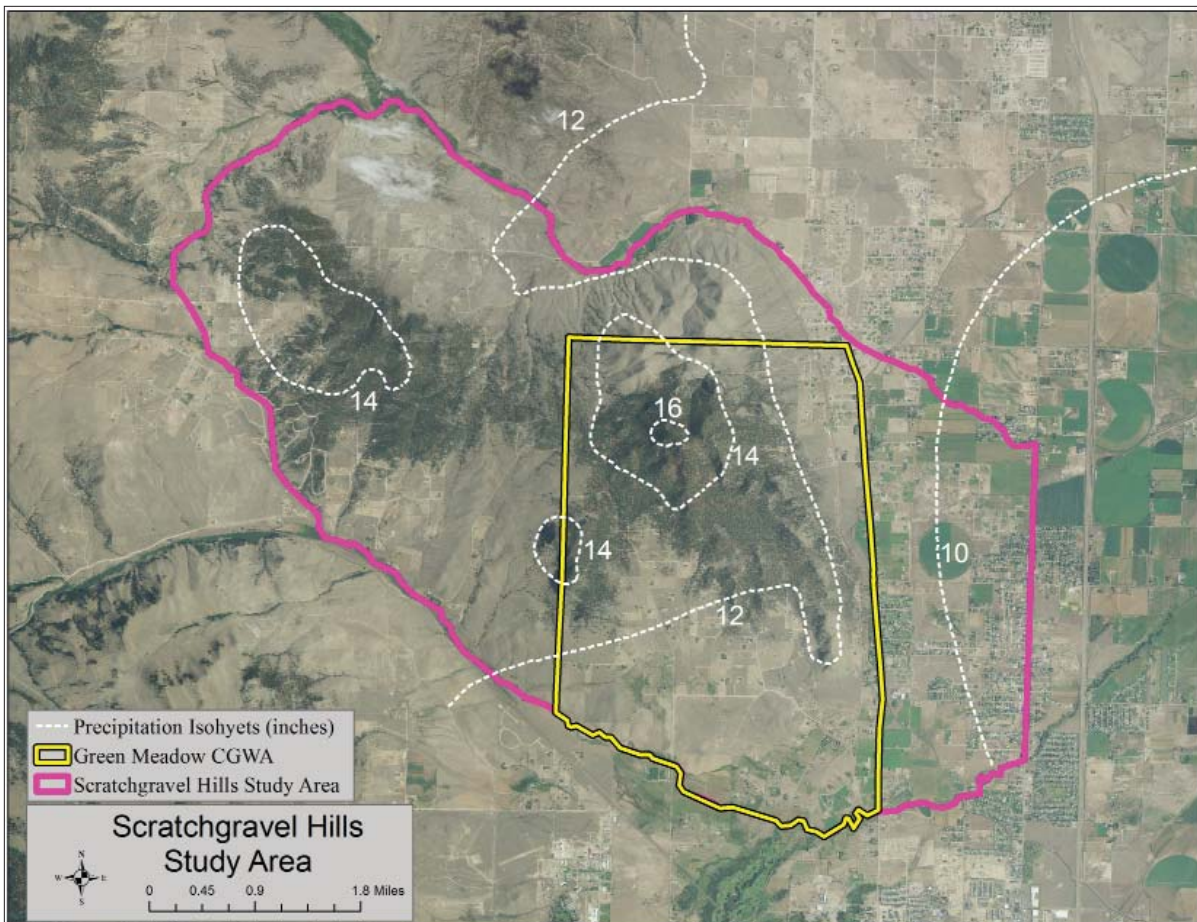 12
14
16
14
14
10
12
Precipitation Isohyets (inches)
Green Meadow CGWA
Scratchgravel Hills Study Area
Scratchgravel Hills
Study Area
N
W
E
S
0 0.45 0.9 1.8 Miles